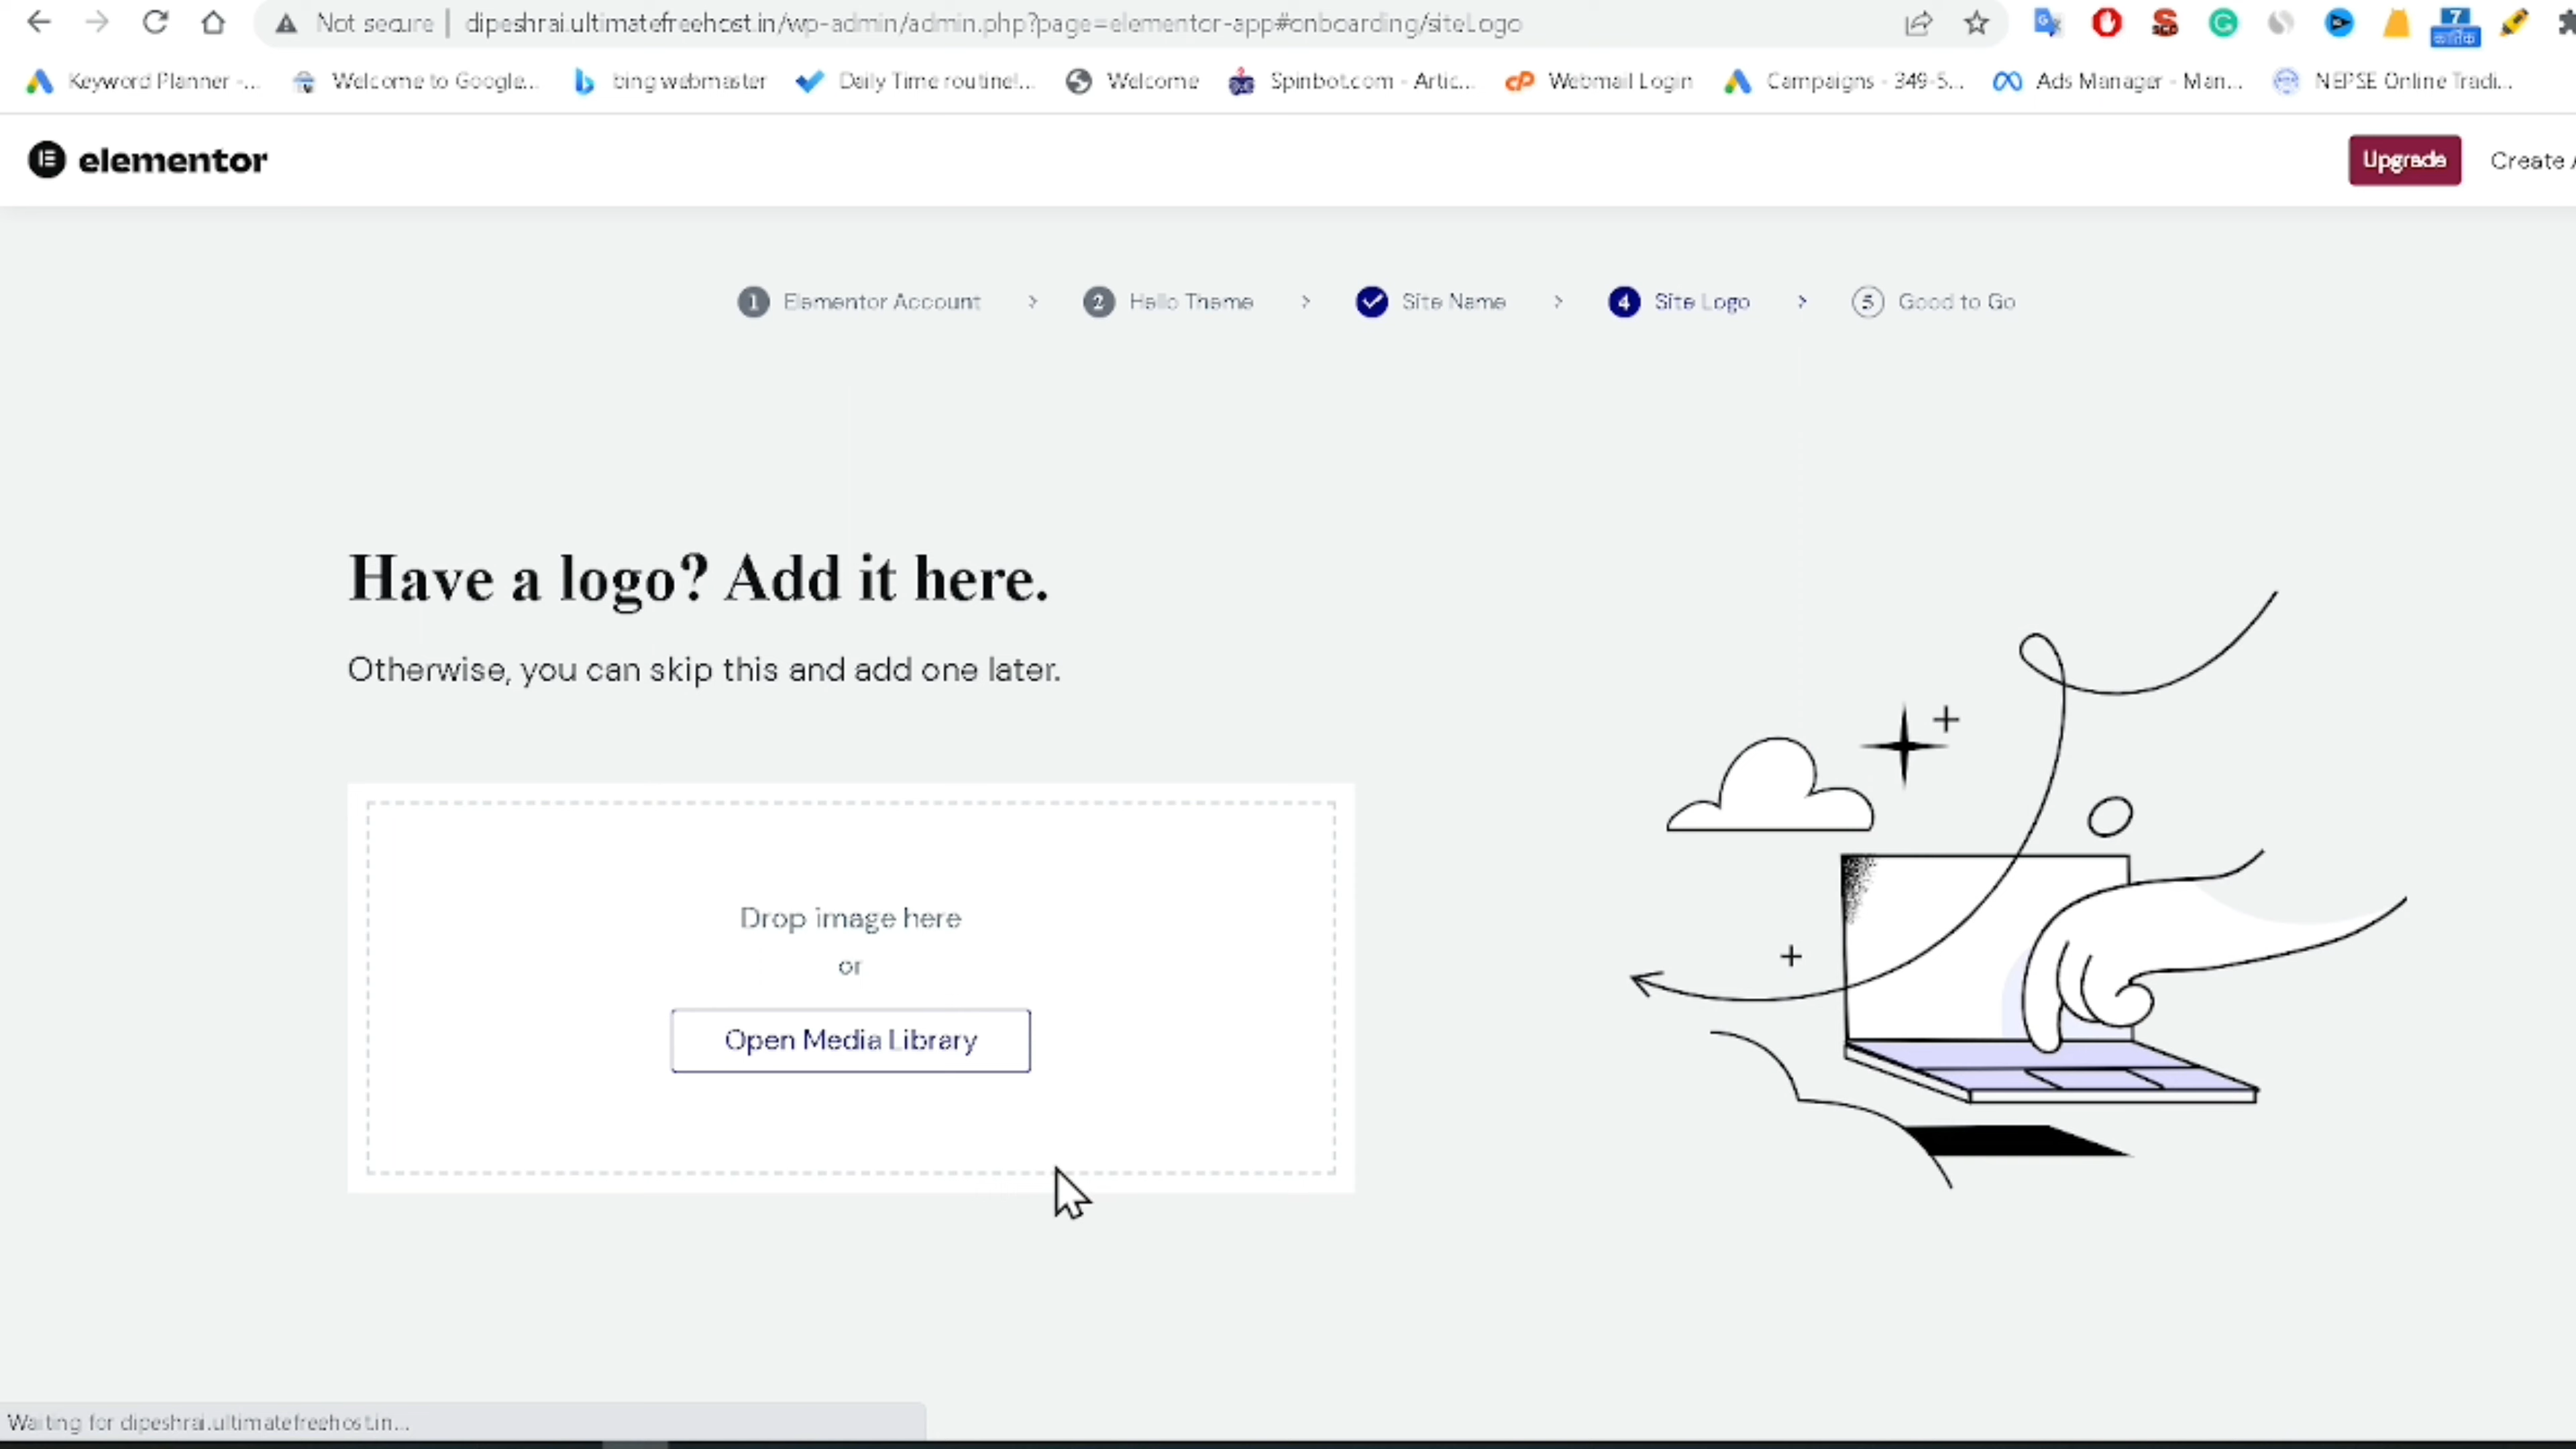 Not secure | dipeshrai.ultimatefreehost.in/wp-admin/admin.php?page=elementor-app#onboarding/siteLogo
7
Keyword Planner -... Welcome to Google... bing webmaster Daily Time routine!... Welcome Spinbot.com - Artic... Webmail Login Campaigns - 349-5... Ads Manager - Man... NEPSE Online Tradi...
elementor Upgrade Create
1 Elementor Account > 2 Hello Theme > Site Name > 4 Site Logo > 5 Good to Go
Have a logo? Add it here.
Otherwise, you can skip this and add one later.
Drop image here
or
Open Media Library
Waiting for dipeshrai.ultimatefreehost.in...